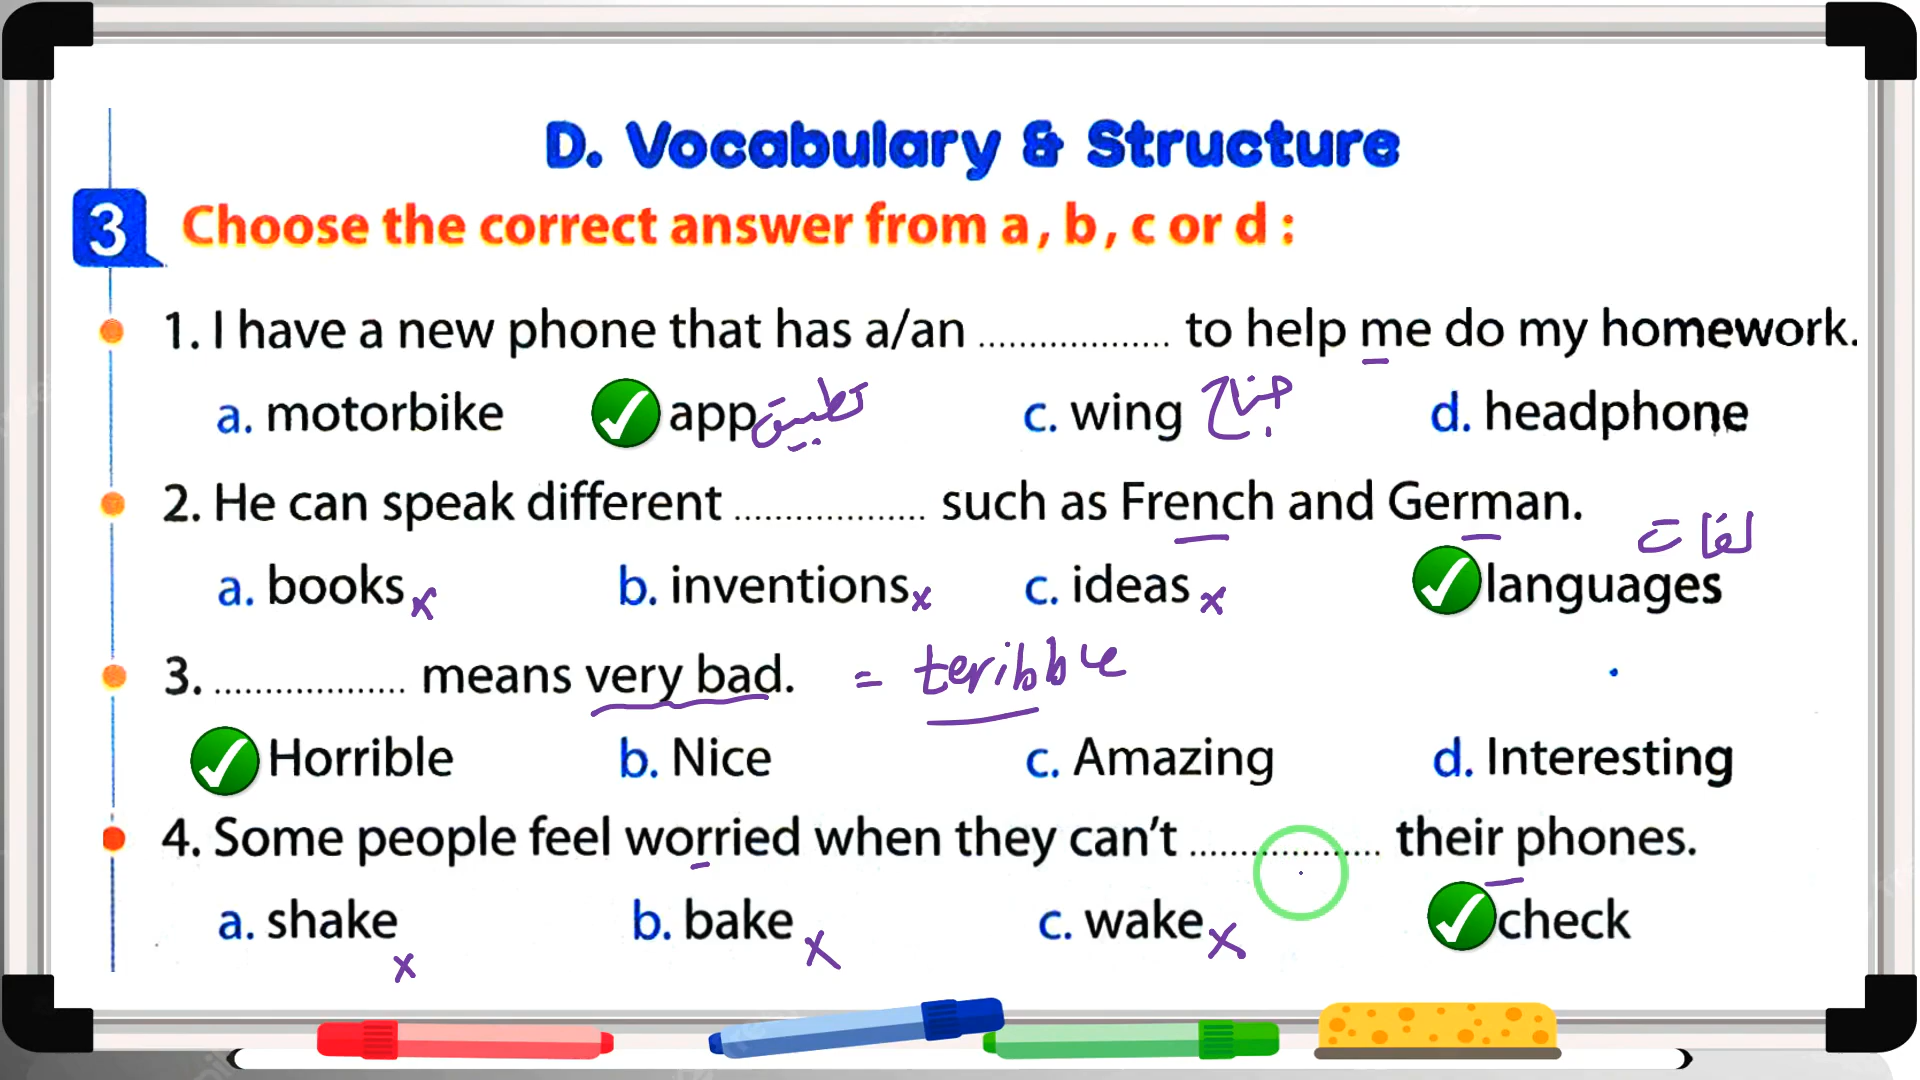 D. Vocabulary & Structure
3 Choose the correct answer from a , b , c or d :
1. I have a new phone that has a/an .................. to help me do my homework.
a. motorbike app تطبيق c. wing جناح d. headphone
2. He can speak different .................. such as French and German.
لغات
a. books x b. inventions x c. ideas x languages
3. .................. means very bad. = teribble
Horrible b. Nice c. Amazing d. Interesting
4. Some people feel worried when they can't .................. their phones.
a. shake x b. bake x c. wake x check